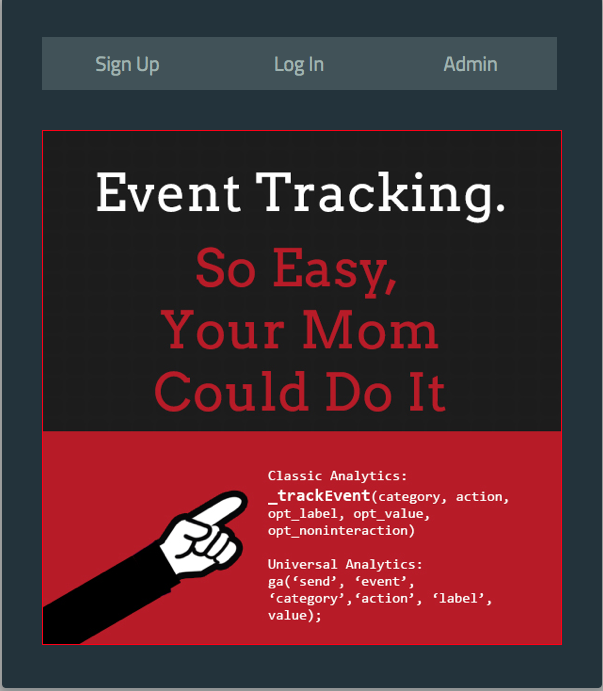 Sign Up Log In Admin
Event Tracking.
So Easy,
Your Mom
Could Do It
Classic Analytics:
_trackEvent(category, action,
opt_label, opt_value,
opt_noninteraction)
Universal Analytics:
ga(‘send’, ‘event’,
‘category’,‘action’, ‘label’,
value);